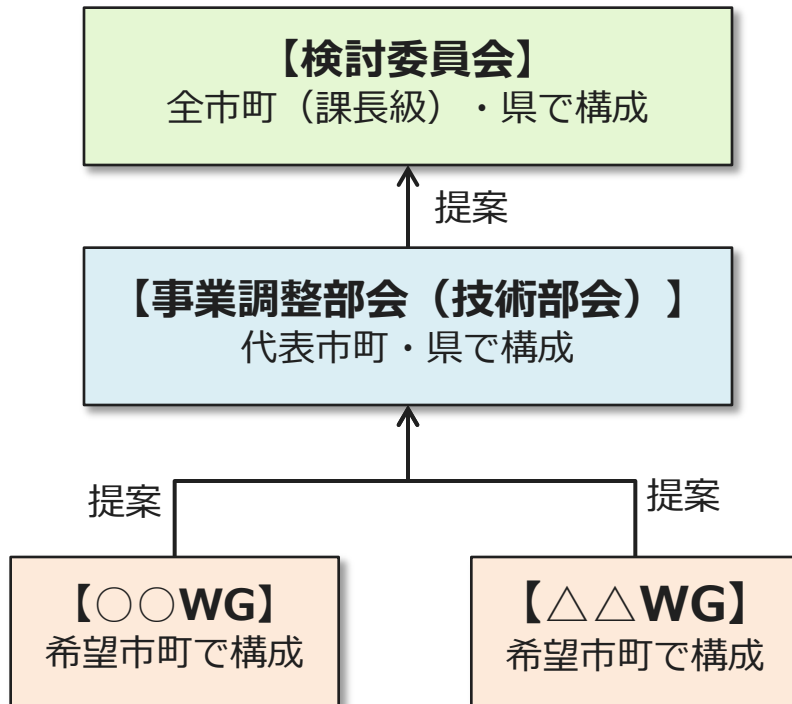 【検討委員会】
全市町（課長級）・県で構成
提案
【事業調整部会（技術部会）】
代表市町・県で構成
提案
提案
【○○WG】
希望市町で構成
【△△WG】
希望市町で構成